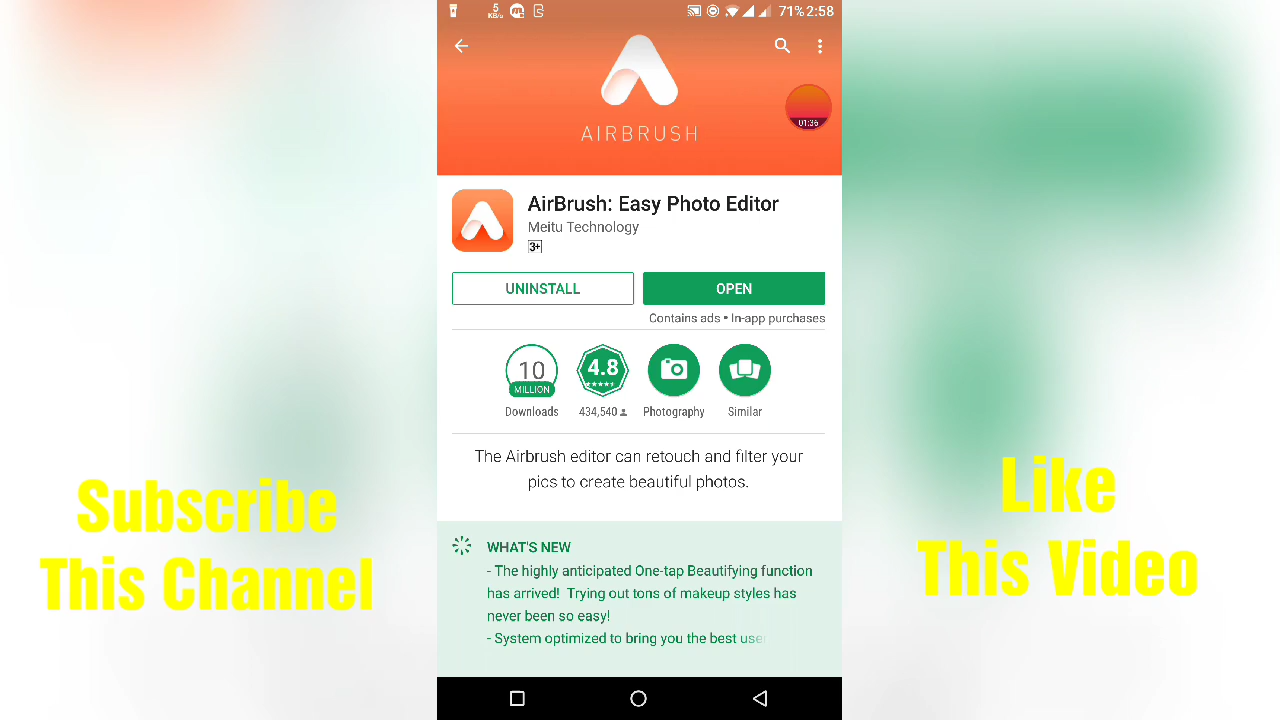 5
KB/s
71% 2:58
AIRBRUSH
01:36
AirBrush: Easy Photo Editor
Meitu Technology
3+
UNINSTALL
OPEN
Contains ads • In-app purchases
10
MILLION
4.8
Downloads
434,540
Photography
Similar
The Airbrush editor can retouch and filter your
pics to create beautiful photos.
WHAT'S NEW
- The highly anticipated One-tap Beautifying function
has arrived! Trying out tons of makeup styles has
never been so easy!
- System optimized to bring you the best use
Subscribe
This Channel
Like
This Video